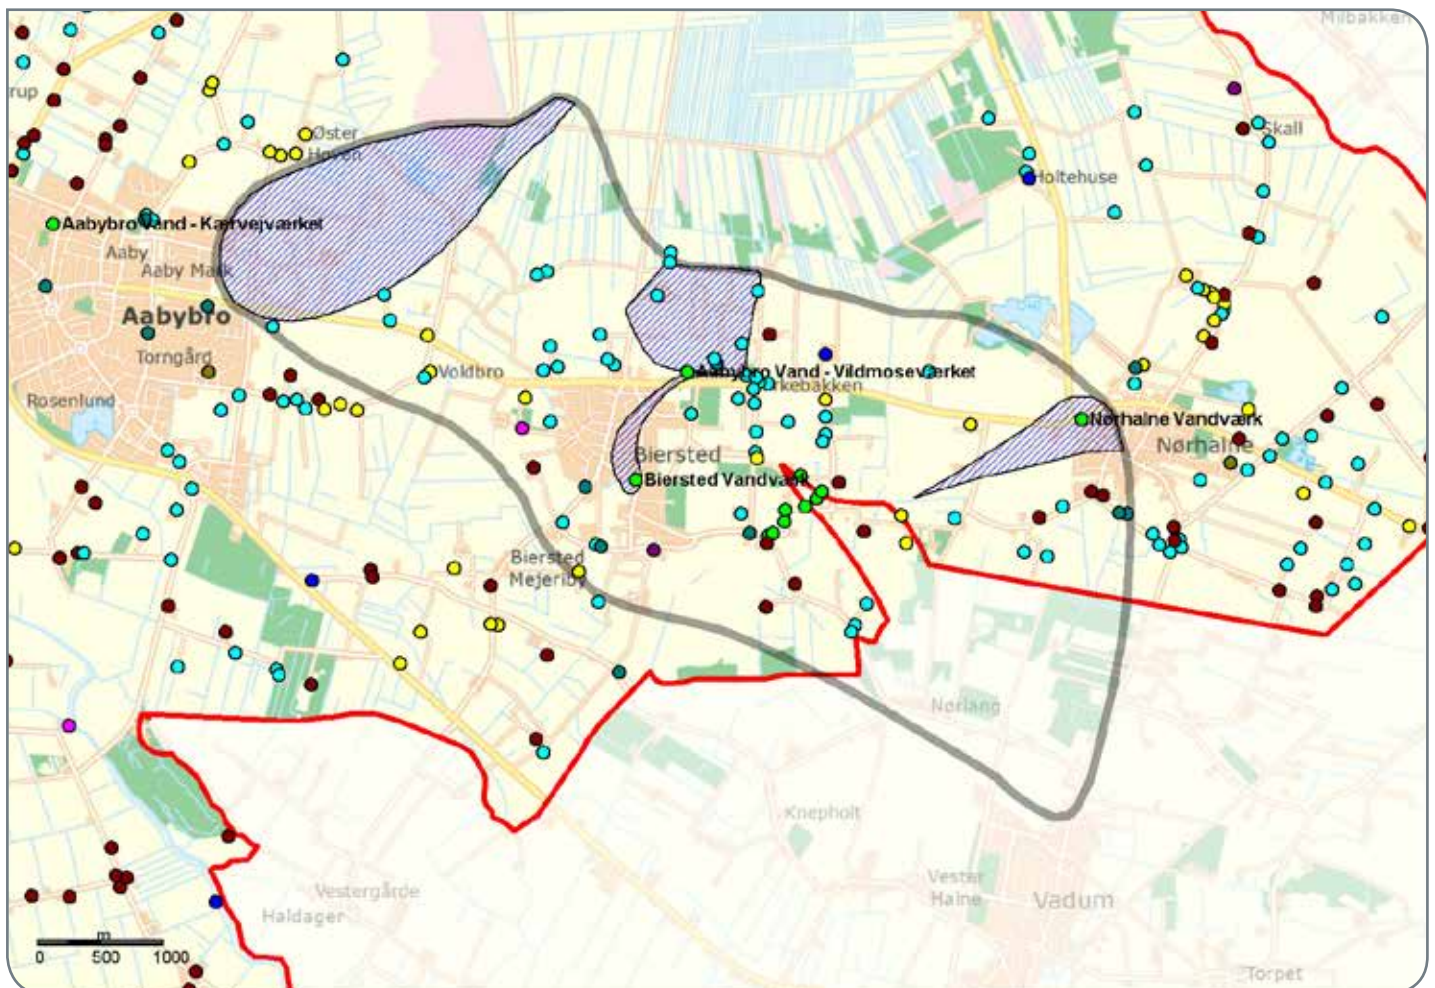 Milbakken
rup
Øster
Skall
Holtehuse
Aabybro Vand - Kærvejværket
Aaby
Aaby Mark
Aabybro
Torngård
Voldbro
Aabybro Vand - Vildmoseværket
rkebakken
Rosenlund
Nørhalne Vandværk
Nørhalne
Biersted
Biersted Vandværk
Biersted
Mejeriby
Nørlang
Knepholt
Vestergårde
Vester
Halne
Vadum
Haldager
m
0 500 1000
Torpet